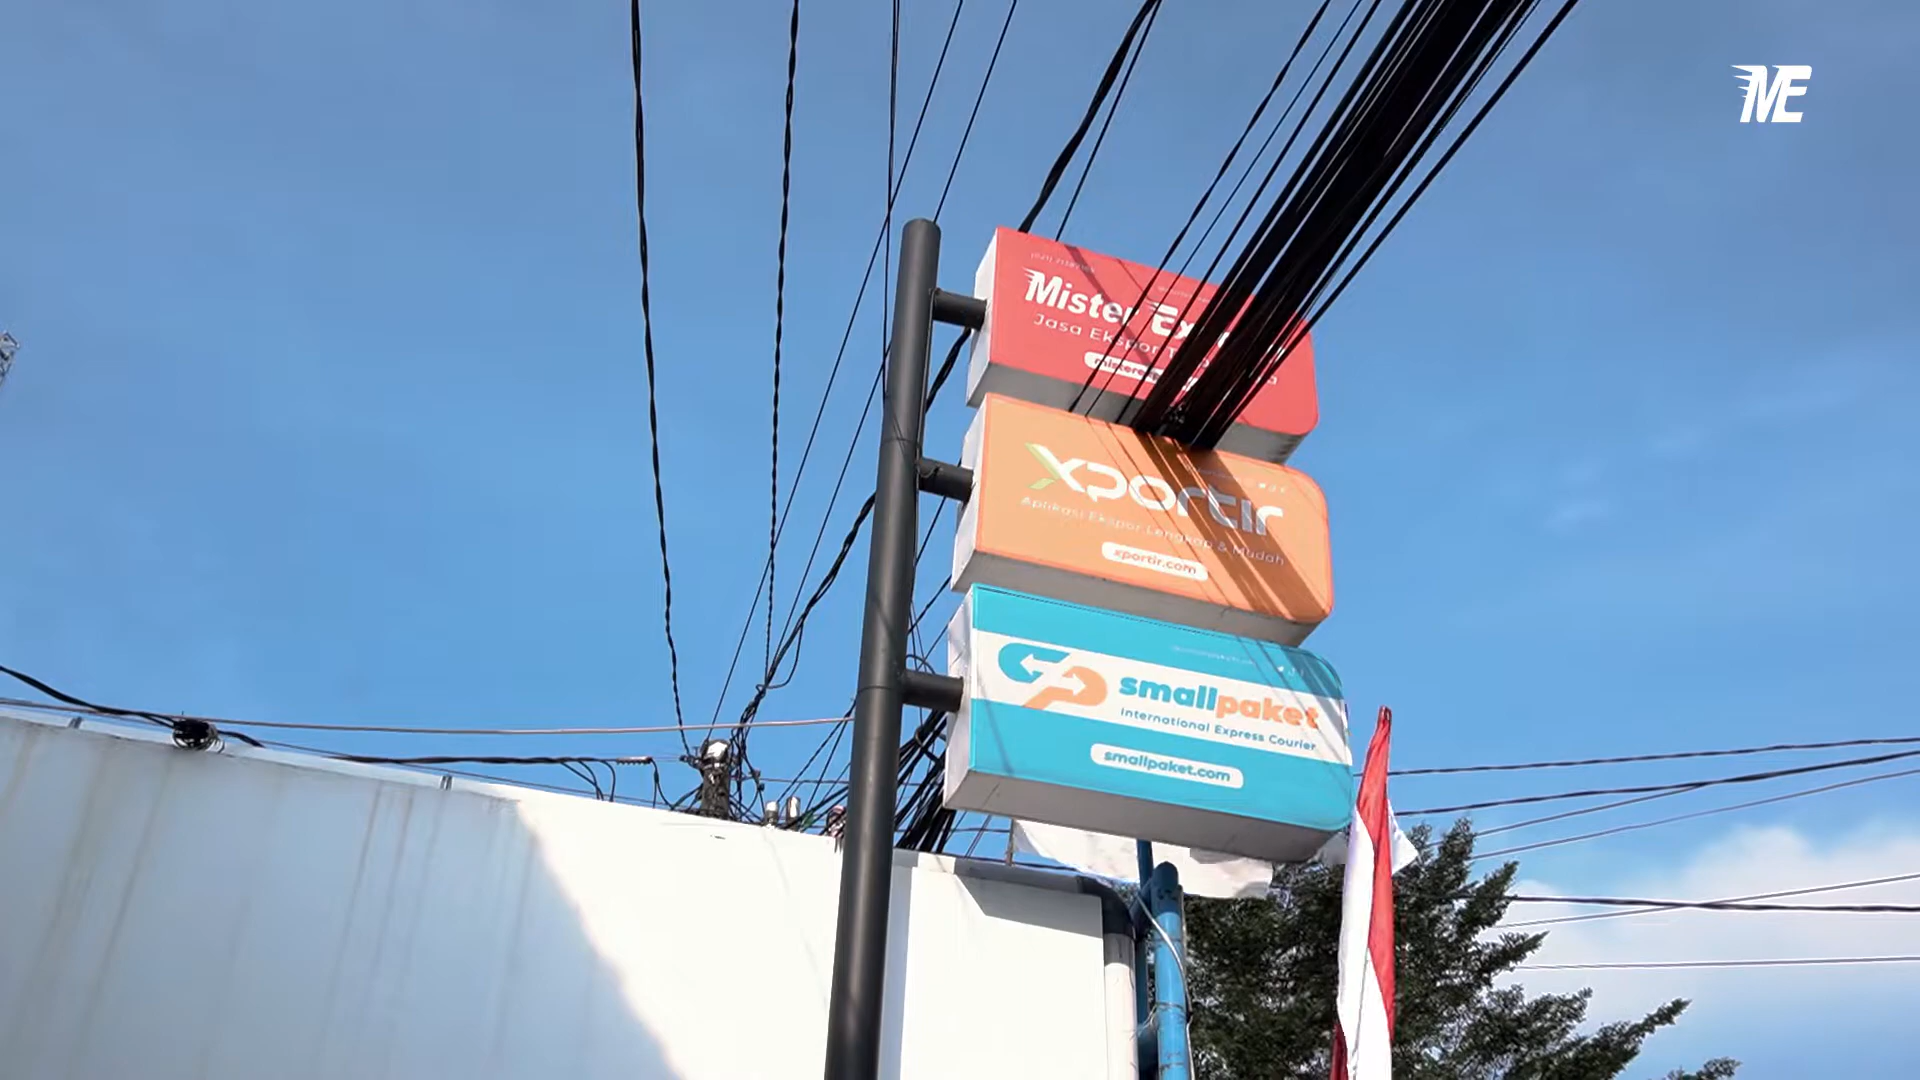 ME
Mister
Jasa Ekspor
xportir
Aplikasi Ekspor Lengkap & Mudah
xportir.com
smallpaket
International Express Courier
smallpaket.com